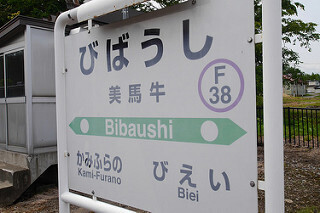 びばうし
美馬牛
F
38
Bibaushi
かみふらの
Kami-Furano
びえい
Biei